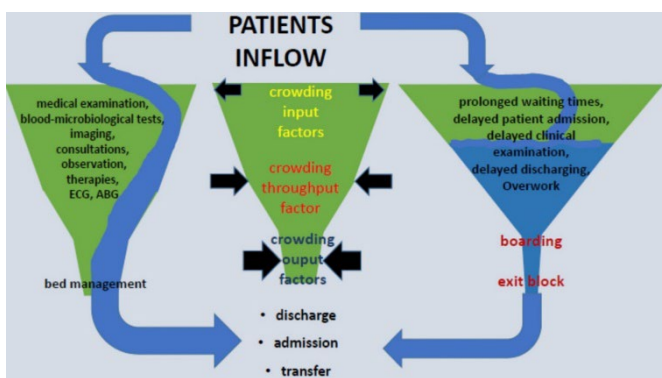 PATIENTS
INFLOW
medical examination,
blood-microbiological tests,
imaging,
consultations,
observation,
therapies,
ECG, ABG
bed management
crowding
input
factors
crowding
throughput
factor
crowding
ouput
factors
• discharge
• admission
• transfer
prolonged waiting times,
delayed patient admission,
delayed clinical
examination,
delayed discharging,
Overwork
boarding
exit block